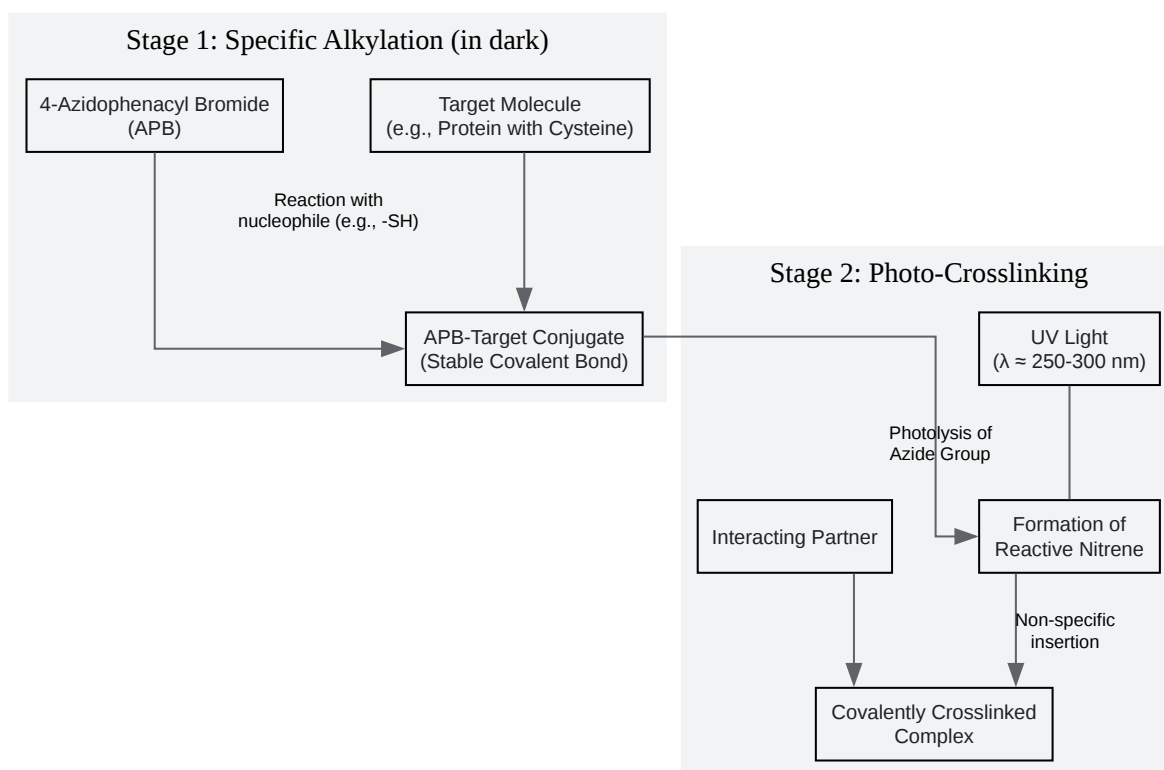 Stage 1: Specific Alkylation (in dark)
4-Azidophenacyl Bromide
(APB)
Target Molecule
(e.g., Protein with Cysteine)
Reaction with
nucleophile (e.g., -SH)
APB-Target Conjugate
(Stable Covalent Bond)
Stage 2: Photo-Crosslinking
UV Light
(λ ≈ 250-300 nm)
Photolysis of
Azide Group
Interacting Partner
Formation of
Reactive Nitrene
Non-specific
insertion
Covalently Crosslinked
Complex